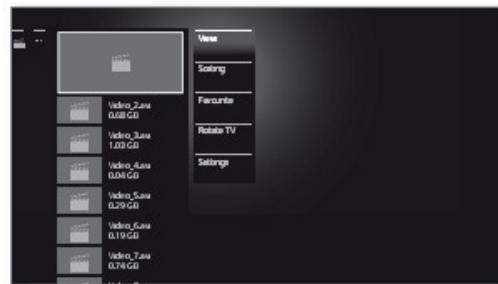 View
Sorting
Favourite
Rotate TV
Settings
Video_2.avi
0.68 GB
Video_3.avi
1.03 GB
Video_4.avi
0.04 GB
Video_5.avi
0.29 GB
Video_6.avi
0.19 GB
Video_7.avi
0.74 GB